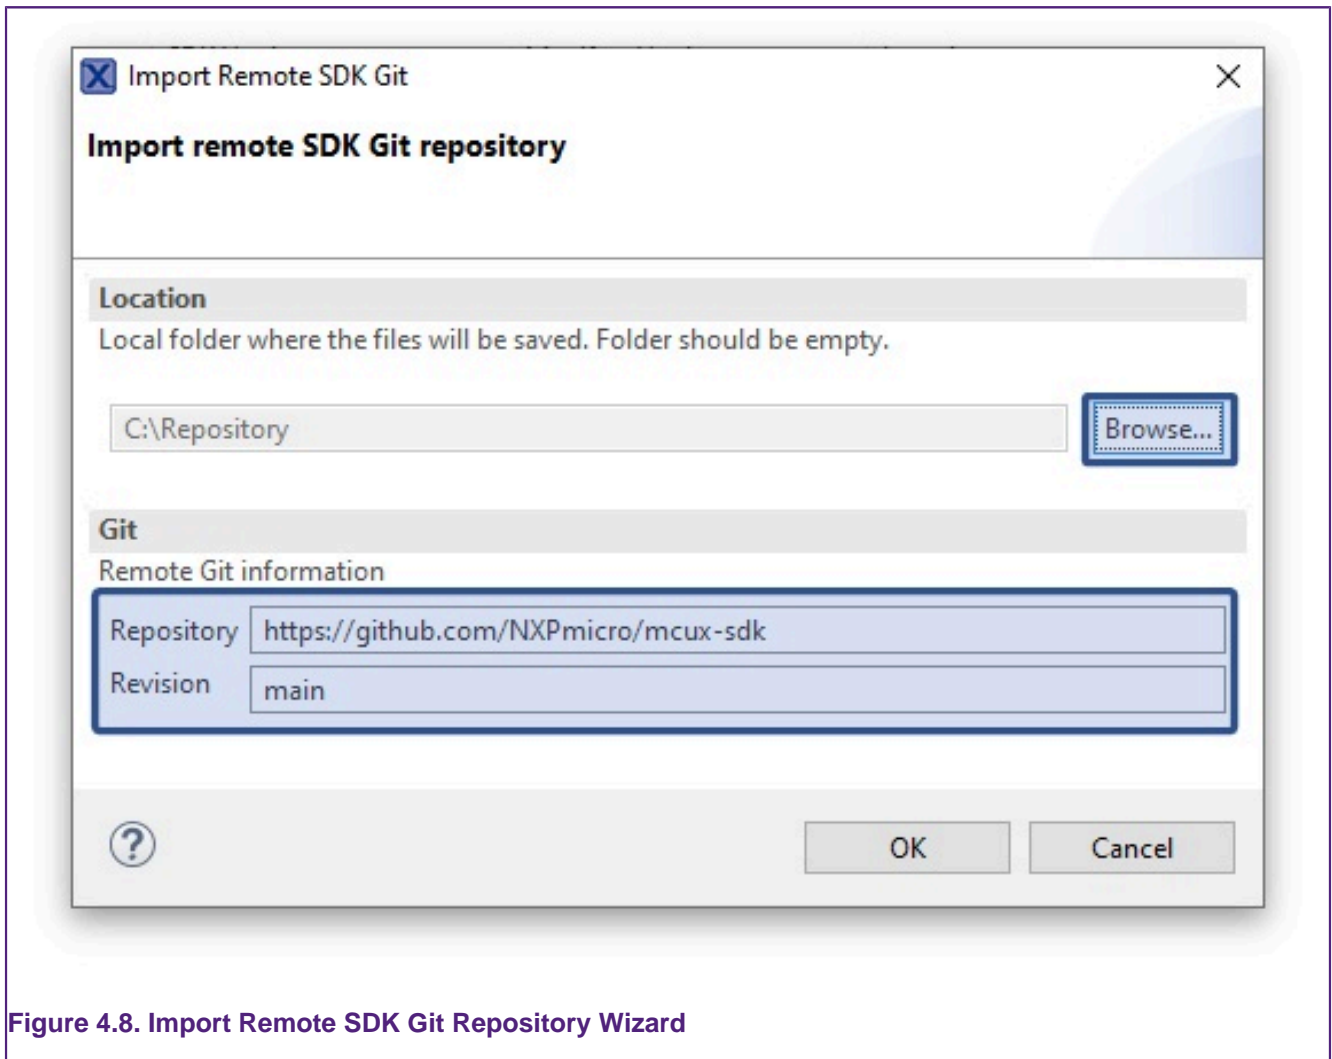 Import Remote SDK Git
Import remote SDK Git repository
Location
Local folder where the files will be saved. Folder should be empty.
C:\Repository
Browse...
Git
Remote Git information
Repository https://github.com/NXPmicro/mcux-sdk
Revision main
?
OK Cancel
Figure 4.8. Import Remote SDK Git Repository Wizard